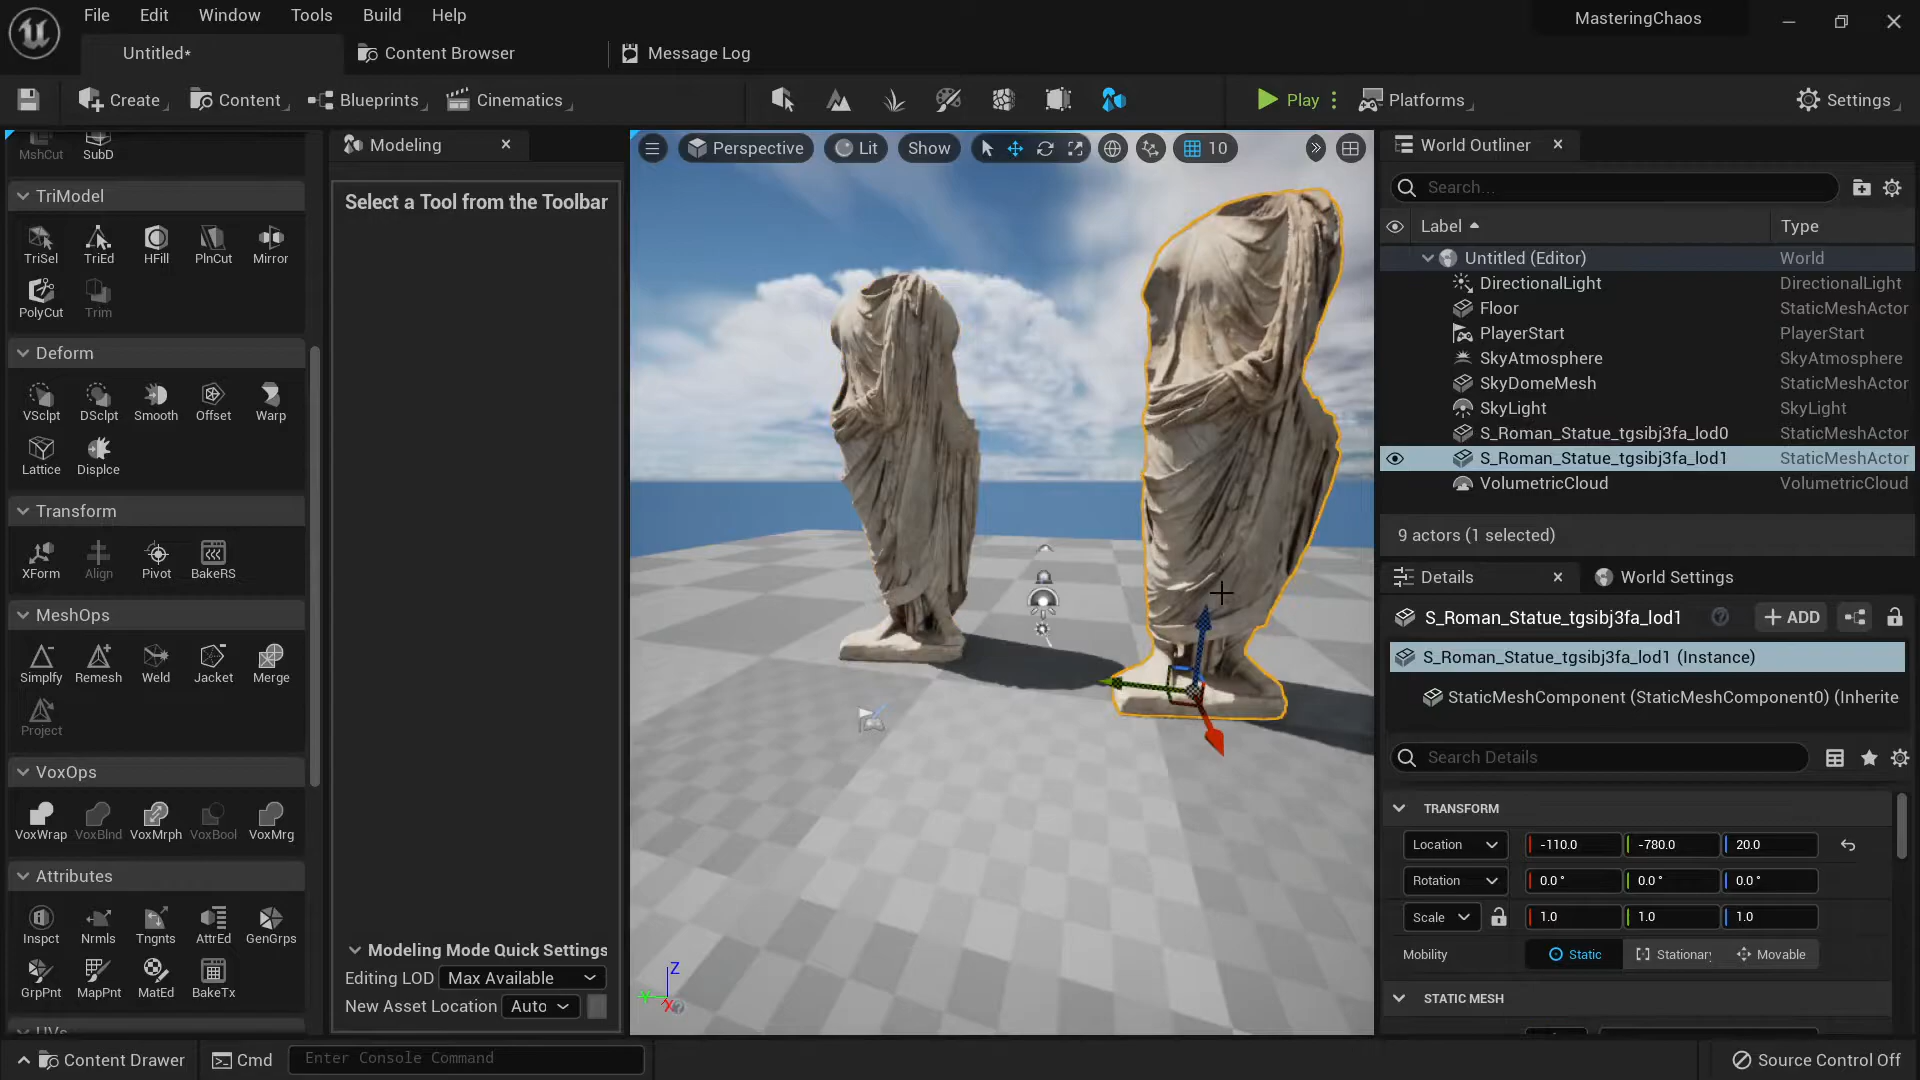 File Edit Window Tools Build Help
MasteringChaos
Untitled*
Content Browser
Message Log
Create
Content
Blueprints
Cinematics
Play
Platforms
Settings
MshCut SubD
TriModel
TriSel TriEd HFill PlnCut Mirror
PolyCut Trim
Deform
VSclpt DSclpt Smooth Offset Warp
Lattice Displce
Transform
XForm Align Pivot BakeRS
MeshOps
Simplfy Remesh Weld Jacket Merge
Project
VoxOps
VoxWrap VoxBlnd VoxMrph VoxBool VoxMrg
Attributes
Inspct Nrmls Tngnts AttrEd GenGrps
GrpPnt MapPnt MatEd BakeTx
UVs
Modeling
Select a Tool from the Toolbar
Modeling Mode Quick Settings
Editing LOD Max Available
New Asset Location Auto
Perspective Lit Show 10
Z
Y
X
World Outliner
Search...
Label Type
Untitled (Editor) World
DirectionalLight DirectionalLight
Floor StaticMeshActor
PlayerStart PlayerStart
SkyAtmosphere SkyAtmosphere
SkyDomeMesh StaticMeshActor
SkyLight SkyLight
S_Roman_Statue_tgsibj3fa_lod0 StaticMeshActor
S_Roman_Statue_tgsibj3fa_lod1 StaticMeshActor
VolumetricCloud VolumetricCloud
9 actors (1 selected)
Details World Settings
S_Roman_Statue_tgsibj3fa_lod1 + ADD
S_Roman_Statue_tgsibj3fa_lod1 (Instance)
StaticMeshComponent (StaticMeshComponent0) (Inherite
Search Details
TRANSFORM
Location -110.0 -780.0 20.0
Rotation 0.0 ° 0.0 ° 0.0 °
Scale 1.0 1.0 1.0
Mobility Static Stationar Movable
STATIC MESH
Content Drawer Cmd Enter Console Command Source Control Off